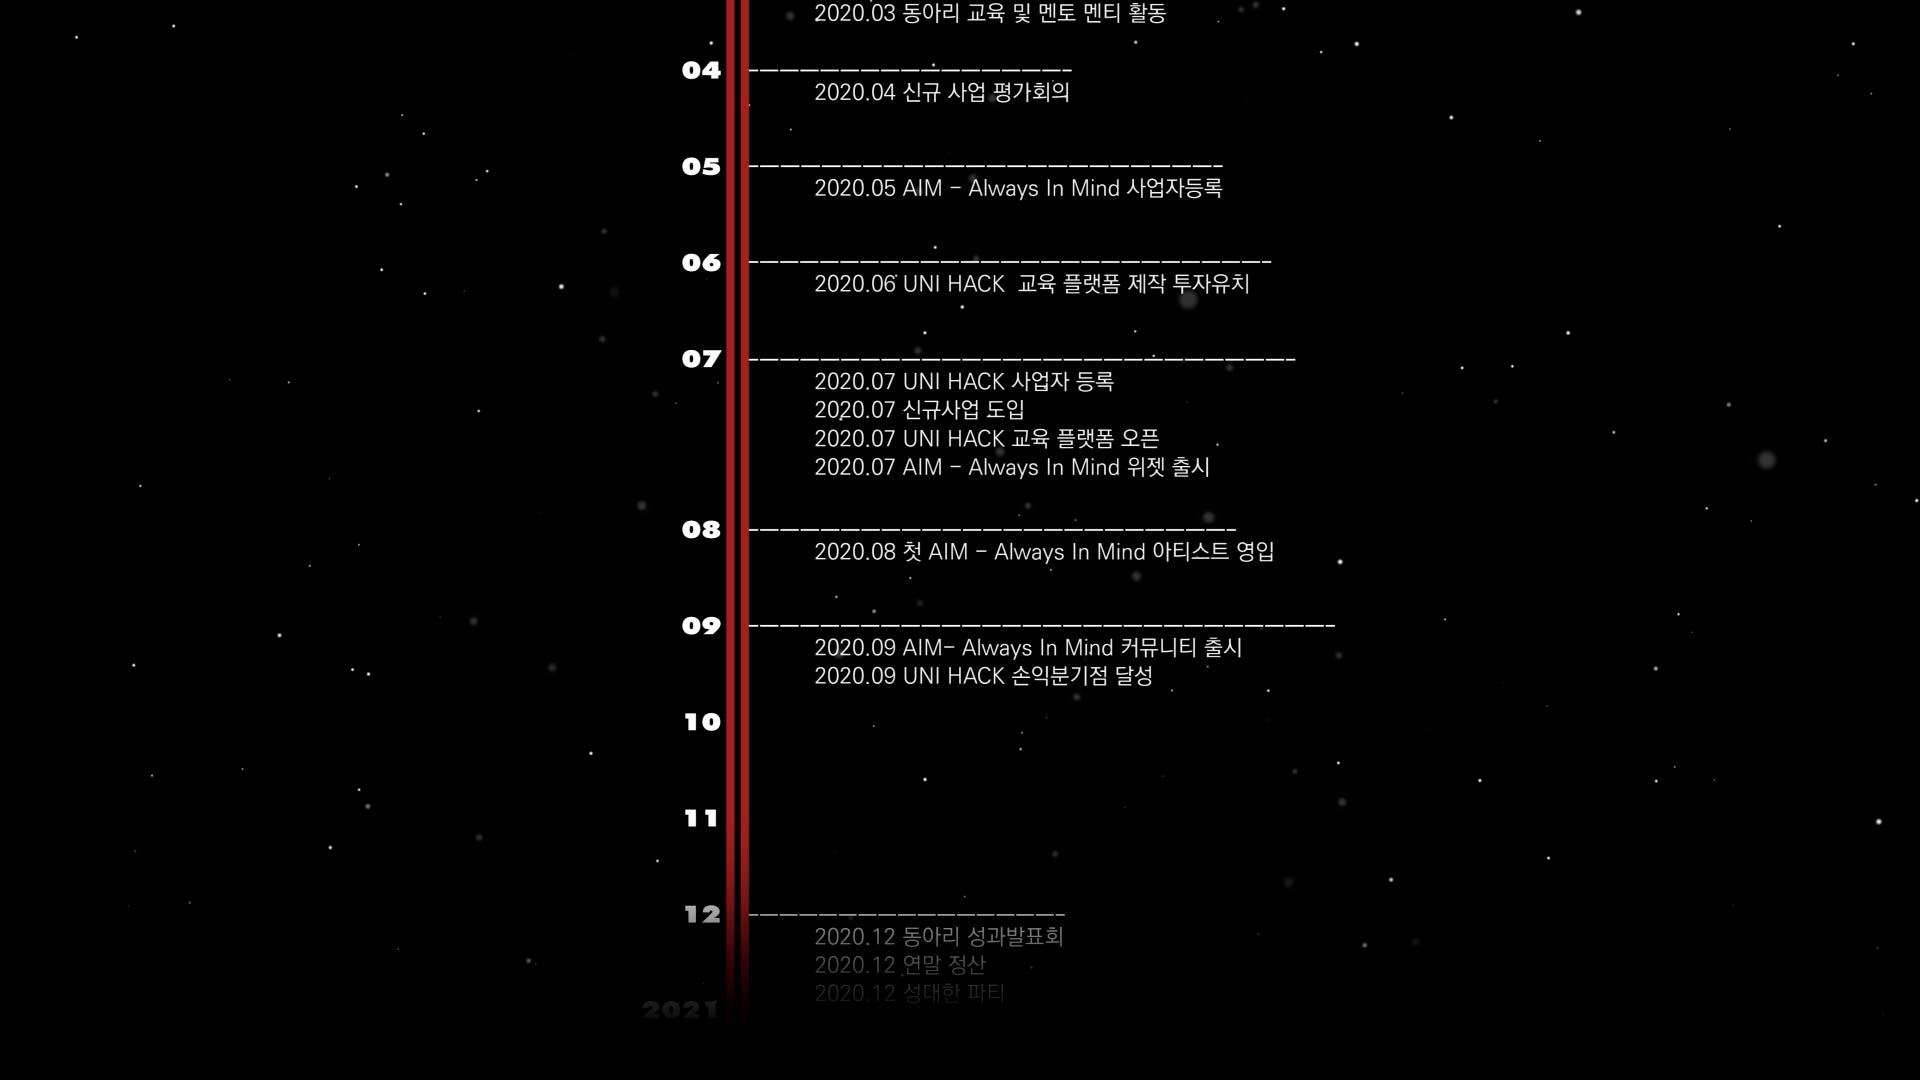 2020.03 동아리 교육 및 멘토 멘티 활동
04
2020.04 신규 사업 평가회의
05
2020.05 AIM - Always In Mind 사업자등록
06
2020.06 UNI HACK  교육 플랫폼 제작 투자유치
07
2020.07 UNI HACK 사업자 등록
2020.07 신규사업 도입
2020.07 UNI HACK 교육 플랫폼 오픈
2020.07 AIM - Always In Mind 위젯 출시
08
2020.08 첫 AIM - Always In Mind 아티스트 영입
09
2020.09 AIM- Always In Mind 커뮤니티 출시
2020.09 UNI HACK 손익분기점 달성
10
11
12
2020.12 동아리 성과발표회
2020.12 연말 정산
2020.12 성대한 파티
2021